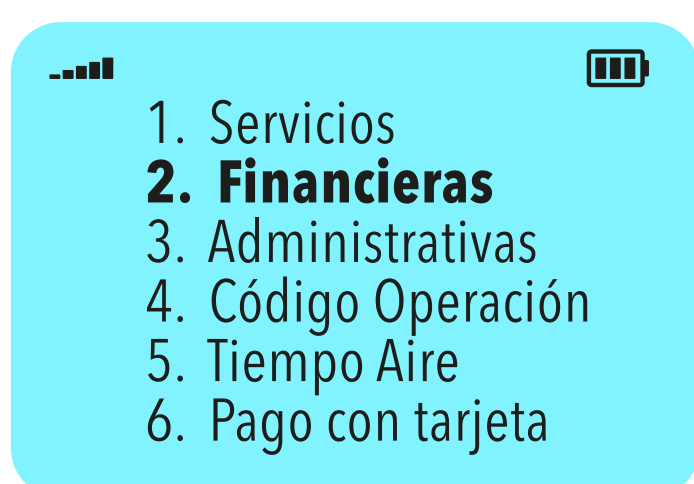 1. Servicios
2. Financieras
3. Administrativas
4. Código Operación
5. Tiempo Aire
6. Pago con tarjeta